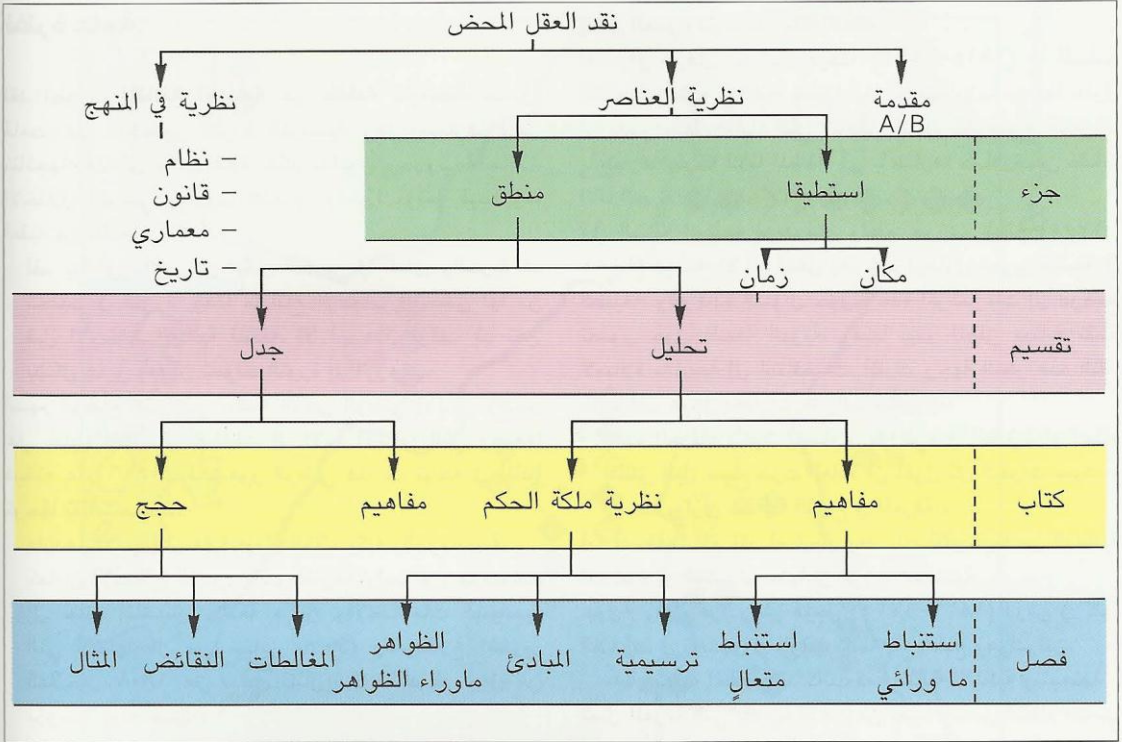 نقد العقل المحض
مقدمة
A/B
نظرية العناصر
نظرية في المنهج
– نظام
– قانون
– معماري
– تاريخ
جزء
استطيقا
منطق
مكان
زمان
تقسيم
تحليل
جدل
كتاب
مفاهيم
نظرية ملكة الحكم
مفاهيم
حجج
فصل
استنباط
ما ورائي
استنباط
متعالٍ
ترسيمية
المبادئ
الظواهر
ماوراء الظواهر
المغالطات
النقائض
المثال